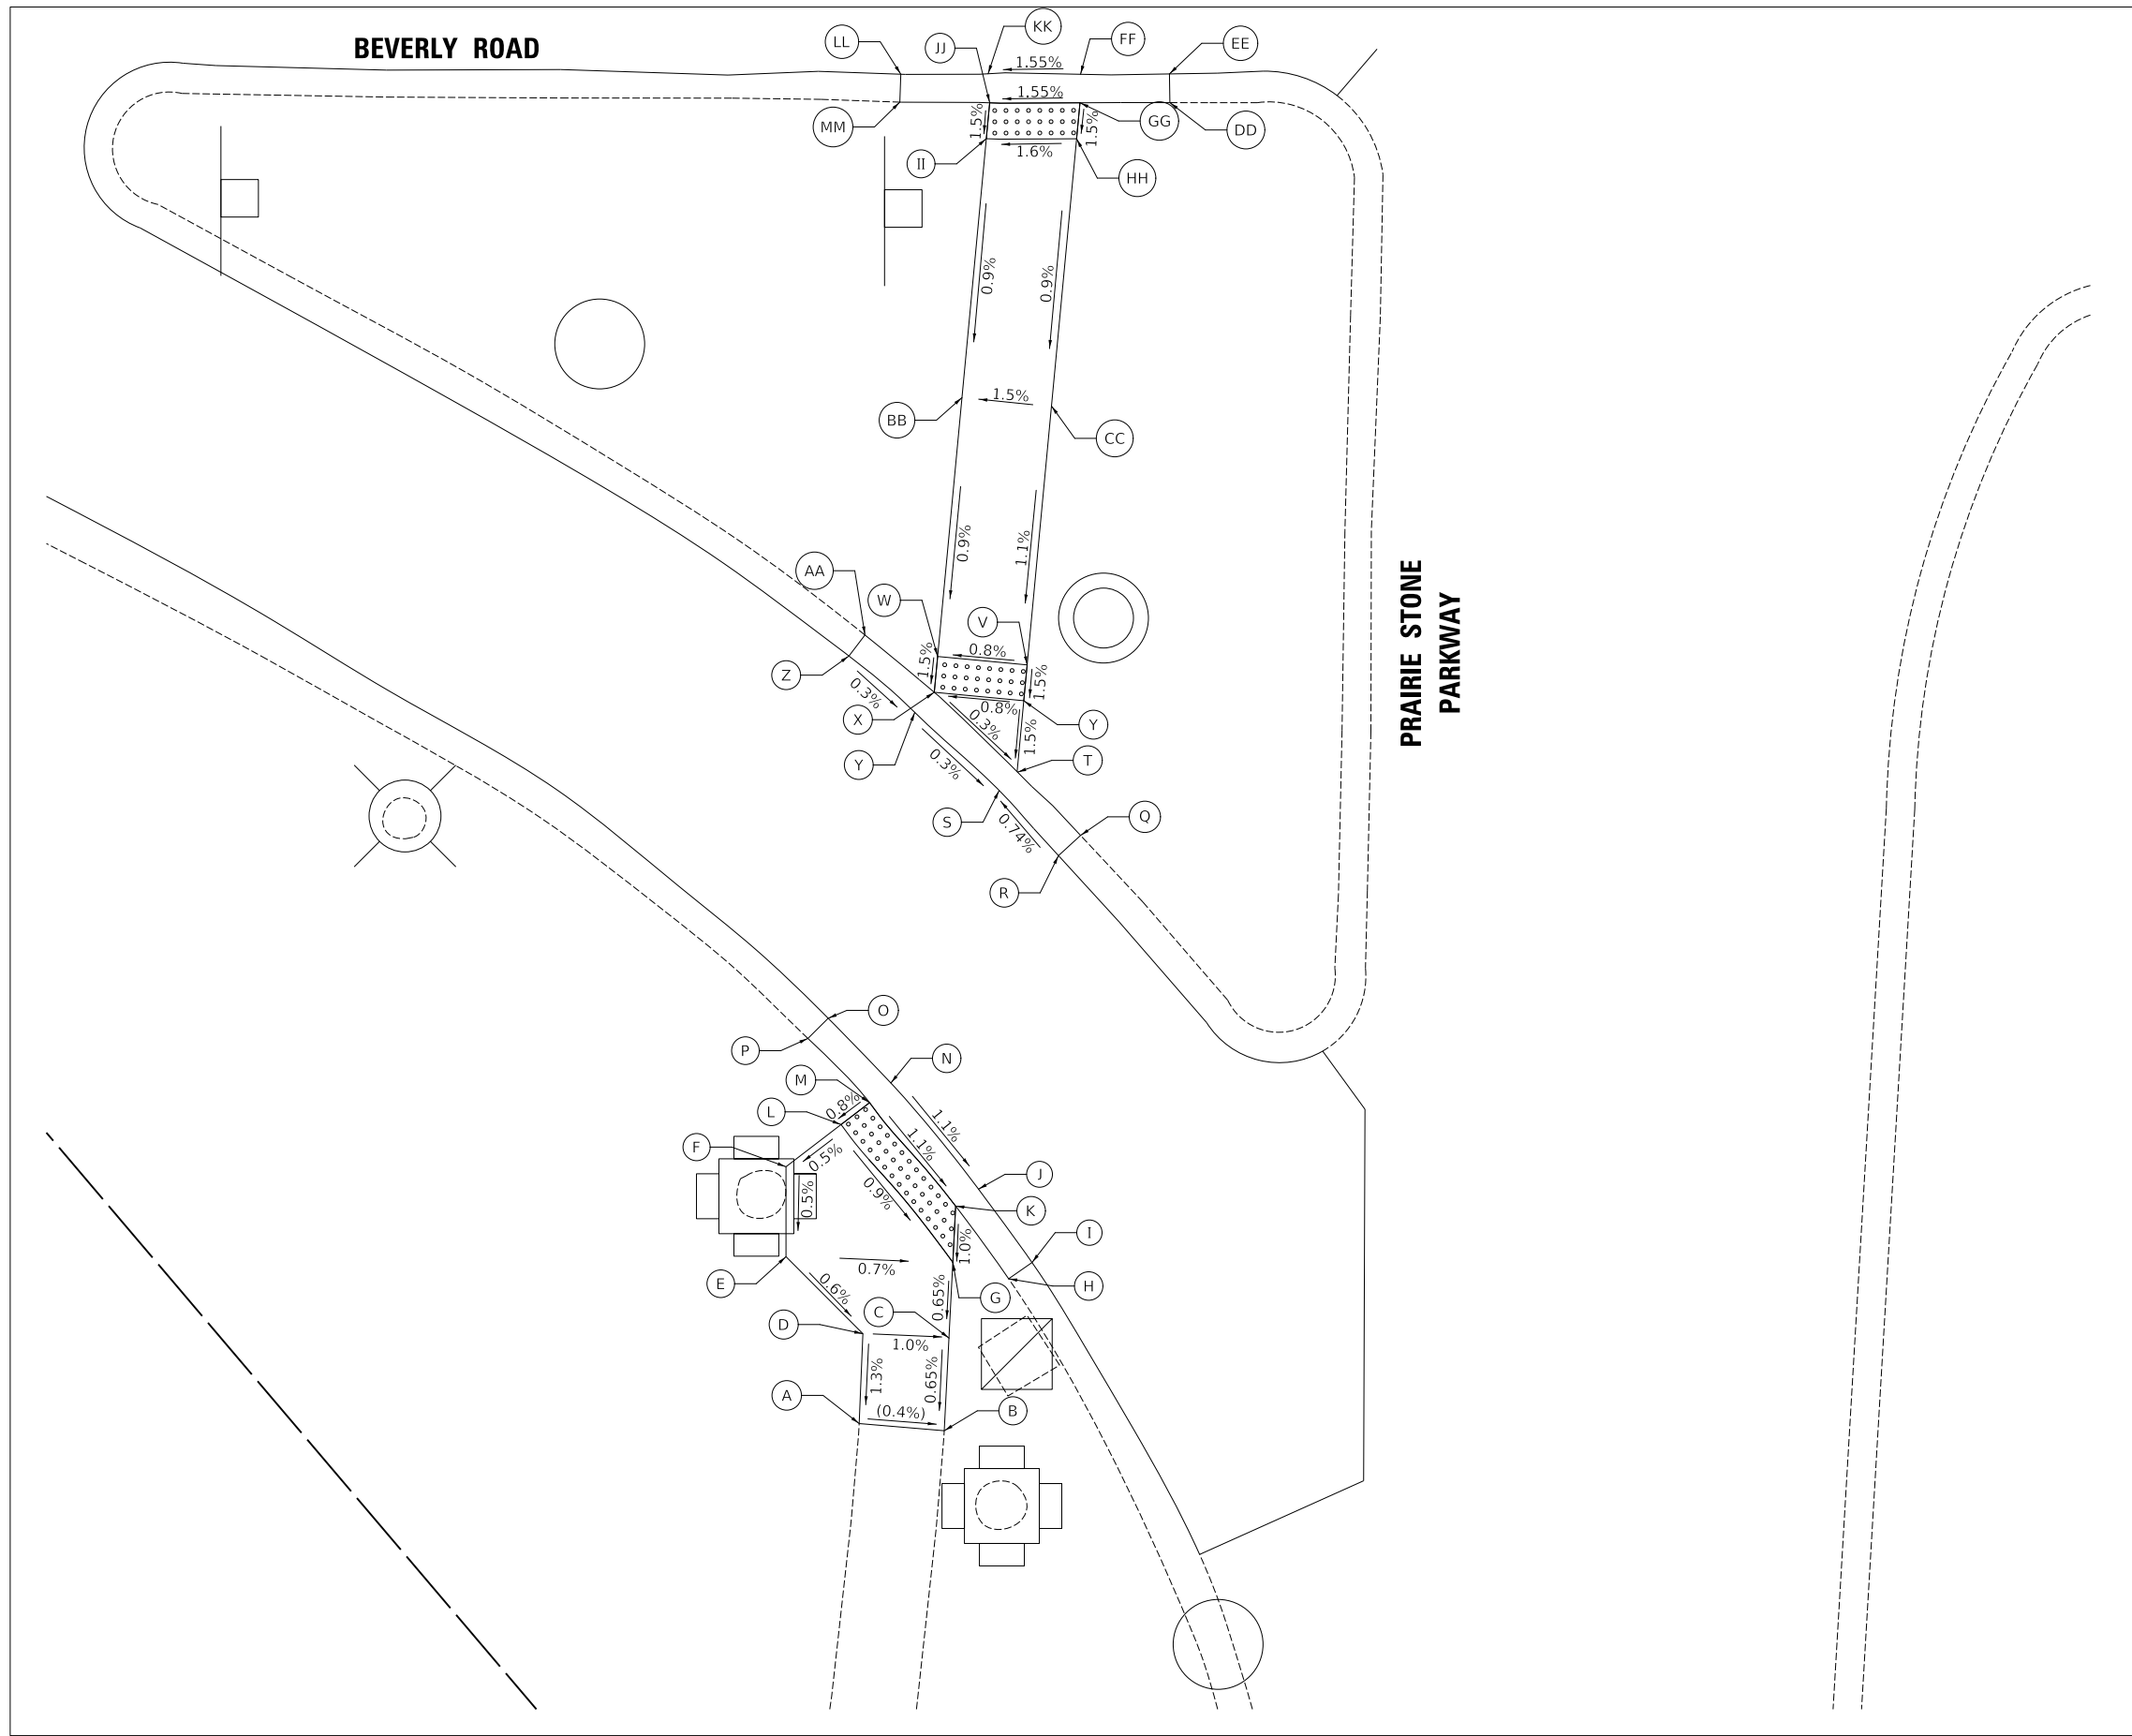 BEVERLY ROAD
LL
JJ
KK
FF
EE
1.55%
1.55%
MM
1.5%
1.5%
GG
DD
II
1.6%
HH
0.9%
0.9%
1.5%
BB
CC
0.9%
1.1%
AA
W
V
PRAIRIE STONE
PARKWAY
1.5%
0.8%
Z
0.3%
1.5%
X
0.8%
0.3%
Y
1.5%
Y
0.3%
T
S
0.74%
Q
R
O
P
N
M
0.8%
L
1.1%
1.1%
F
0.5%
J
0.9%
0.5%
K
1.0%
I
0.7%
E
0.6%
0.65%
G
H
C
D
1.0%
1.3%
0.65%
A
(0.4%)
B